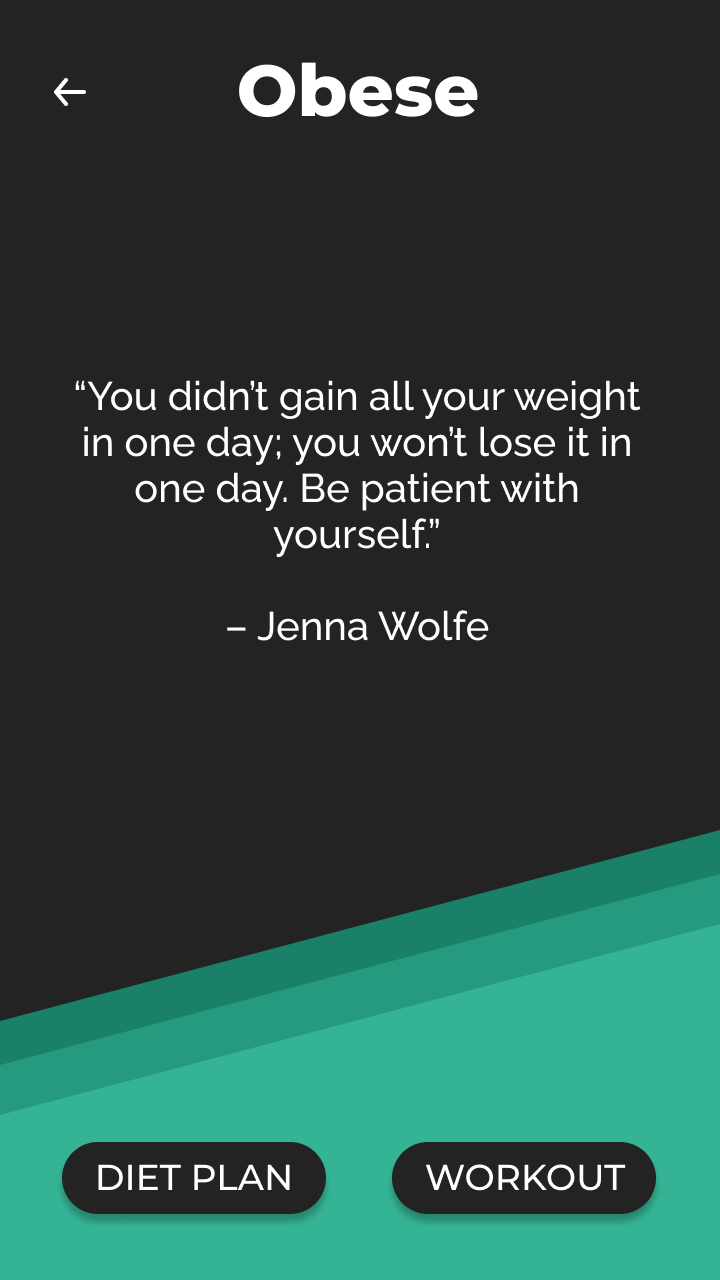 Obese
“You didn’t gain all your weight
in one day; you won’t lose it in
one day. Be patient with
yourself.”
– Jenna Wolfe
DIET PLAN
WORKOUT